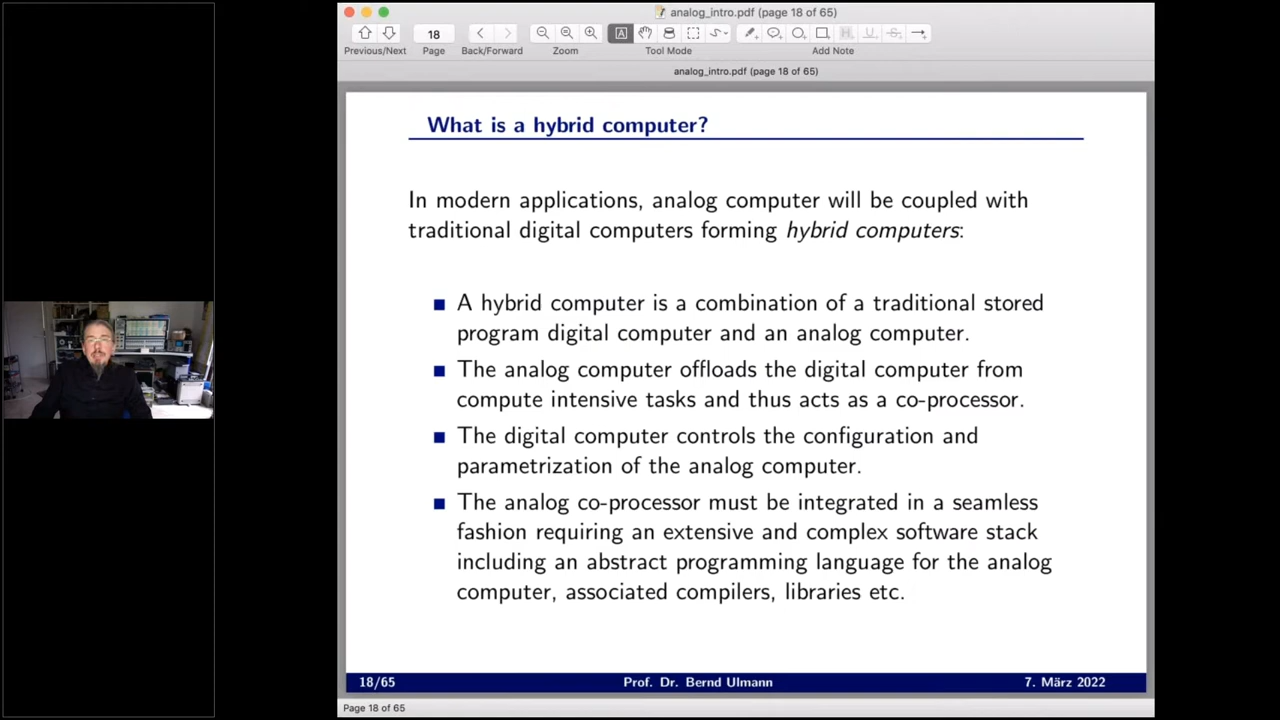 analog_intro.pdf (page 18 of 65)
18
Previous/Next
Page
Back/Forward
Zoom
Tool Mode
Add Note
analog_intro.pdf (page 18 of 65)
What is a hybrid computer?
In modern applications, analog computer will be coupled with
traditional digital computers forming hybrid computers:
A hybrid computer is a combination of a traditional stored
program digital computer and an analog computer.
The analog computer offloads the digital computer from
compute intensive tasks and thus acts as a co-processor.
The digital computer controls the configuration and
parametrization of the analog computer.
The analog co-processor must be integrated in a seamless
fashion requiring an extensive and complex software stack
including an abstract programming language for the analog
computer, associated compilers, libraries etc.
18/65 Prof. Dr. Bernd Ulmann 7. März 2022
Page 18 of 65